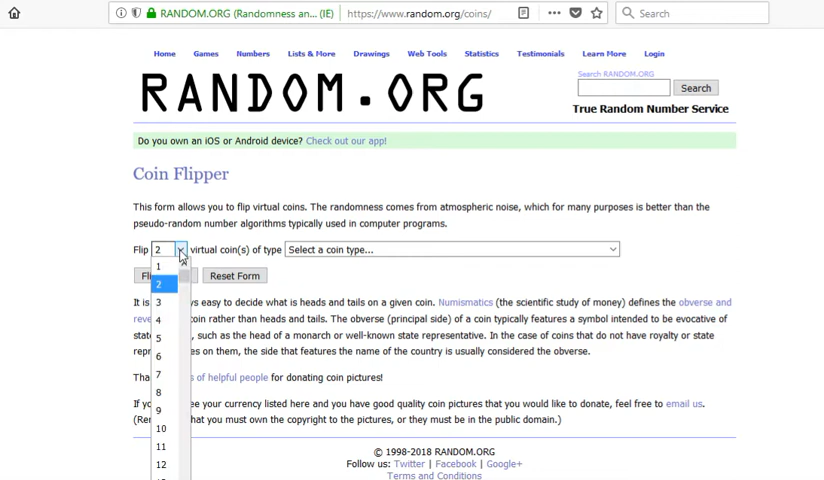 RANDOM.ORG (Randomness an... (IE) https://www.random.org/coins/ Search
Home Games Numbers Lists & More Drawings Web Tools Statistics Testimonials Learn More Login
Search RANDOM.ORG
RANDOM.ORG
Search
True Random Number Service
Do you own an iOS or Android device? Check out our app!
Coin Flipper
This form allows you to flip virtual coins. The randomness comes from atmospheric noise, which for many purposes is better than the
pseudo-random number algorithms typically used in computer programs.
Flip 2 virtual coin(s) of type Select a coin type...
1
Fli Reset Form
2
It is ys easy to decide what is heads and tails on a given coin. Numismatics (the scientific study of money) defines the obverse and
3
reve coin rather than heads and tails. The obverse (principal side) of a coin typically features a symbol intended to be evocative of
4
state , such as the head of a monarch or well-known state representative. In the case of coins that do not have royalty or state
5
repr es on them, the side that features the name of the country is usually considered the obverse.
6
Tha s of helpful people for donating coin pictures!
7
8
If yo ee your currency listed and you have good quality coin pictures that you would like to donate, feel free to email us.
9
(Rem hat you must own the copyright to the pictures, or they must be in the public domain.)
10
11
© 1998-2018 RANDOM.ORG
12
Follow us: Twitter | Facebook | Google+
Terms and Conditions